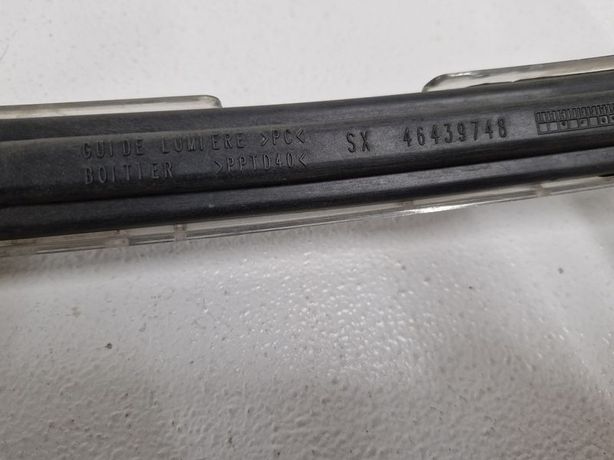 GUIDE LUMIERE >PC<
BOITIER >PPTD40<
SX 46439748